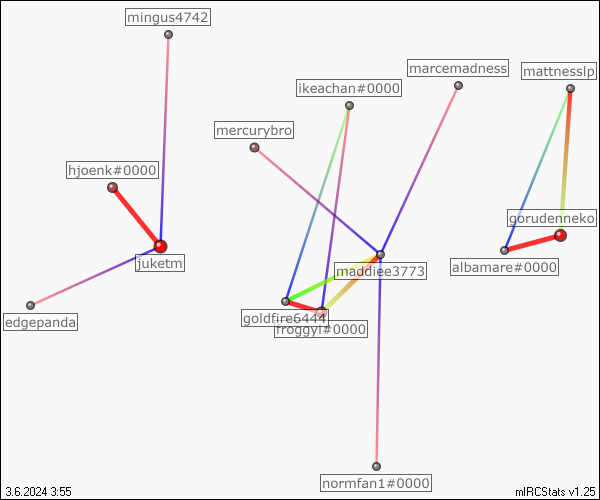 mingus4742
marcemadness
mattnesslp
ikeachan#0000
mercurybro
hjoenk#0000
gorudenneko
juketm
maddiee3773
albamare#0000
edgepanda
goldfire6444
froggyl#0000
normfan1#0000
3.6.2024 3:55
mIRCStats v1.25